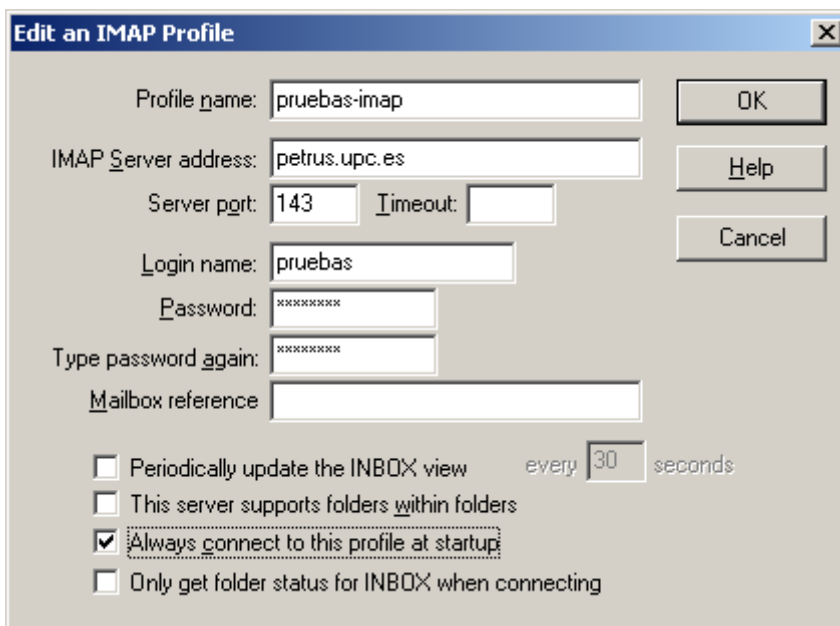 Edit an IMAP Profile
Profile name: pruebas-imap OK
IMAP Server address: petrus.upc.es Help
Server port: 143 Timeout:
Cancel
Login name: pruebas
Password: ********
Type password again: ********
Mailbox reference
Periodically update the INBOX view every 30 seconds
This server supports folders within folders
Always connect to this profile at startup
Only get folder status for INBOX when connecting